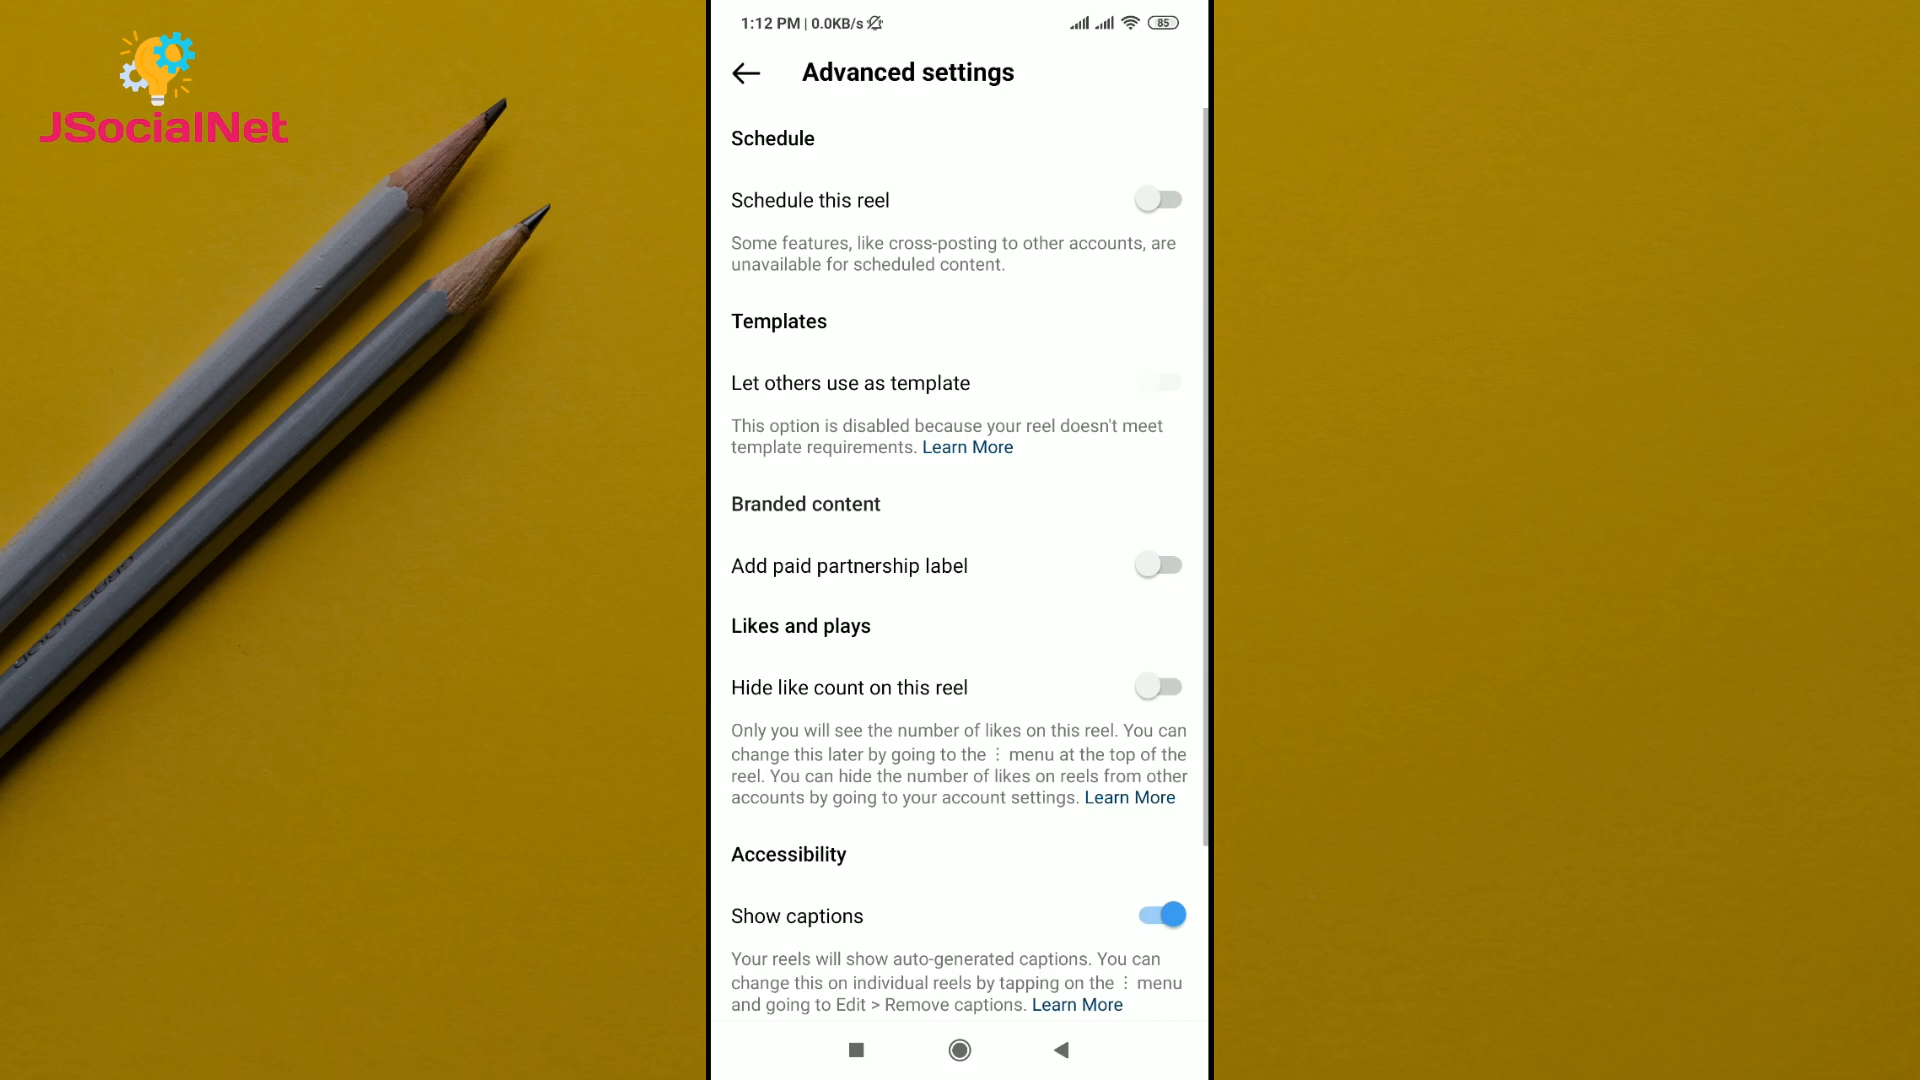 JSocialNet
1:12 PM | 0.0KB/s
85
Advanced settings
Schedule
Schedule this reel
Some features, like cross-posting to other accounts, are
unavailable for scheduled content.
Templates
Let others use as template
This option is disabled because your reel doesn't meet
template requirements. Learn More
Branded content
Add paid partnership label
Likes and plays
Hide like count on this reel
Only you will see the number of likes on this reel. You can
change this later by going to the ⋮ menu at the top of the
reel. You can hide the number of likes on reels from other
accounts by going to your account settings. Learn More
Accessibility
Show captions
Your reels will show auto-generated captions. You can
change this on individual reels by tapping on the ⋮ menu
and going to Edit > Remove captions. Learn More